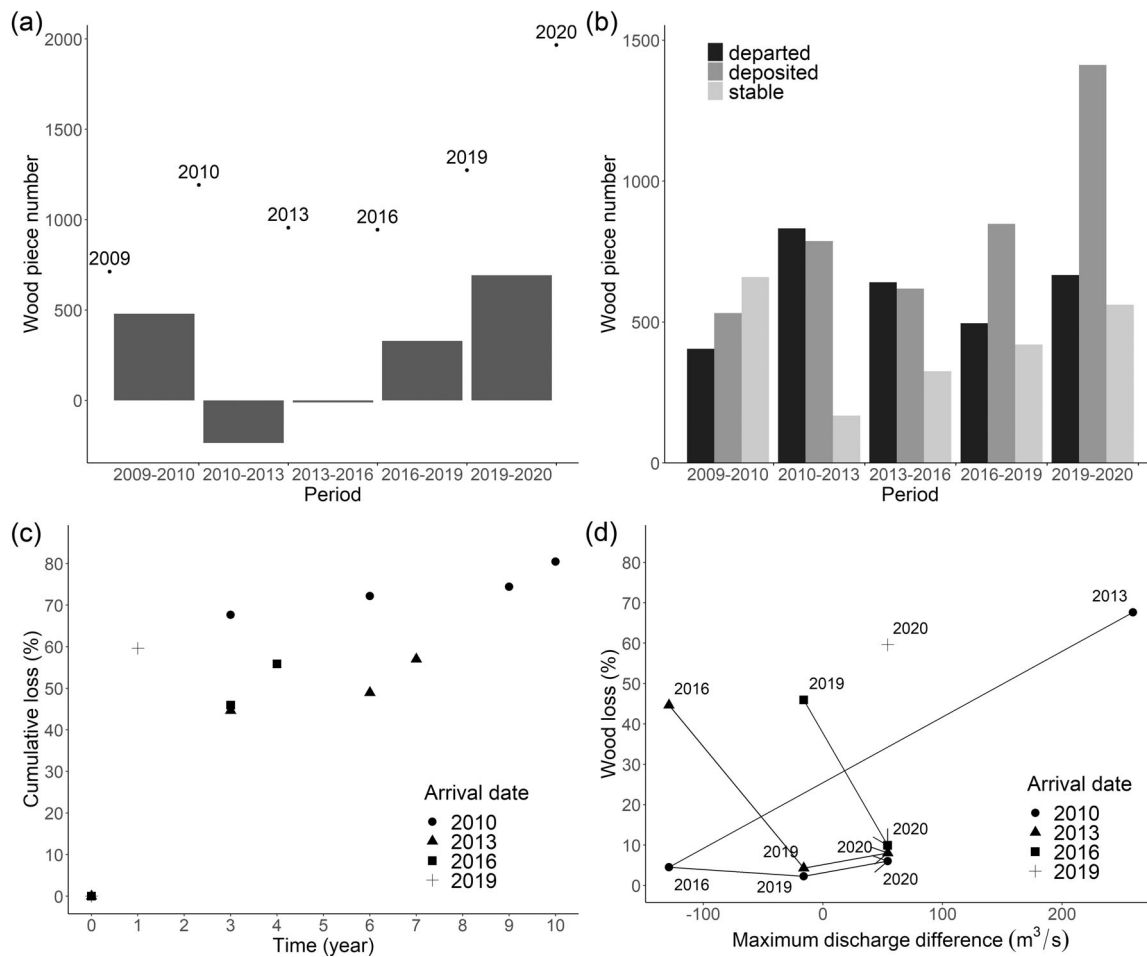 (a)
Wood piece number
2000
1500
1000
500
0
2009
2010
2013
2016
2019
2020
2009-2010 2010-2013 2013-2016 2016-2019 2019-2020
Period
(b)
departed
deposited
stable
Wood piece number
1500
1000
500
0
2009-2010 2010-2013 2013-2016 2016-2019 2019-2020
Period
(c)
Cumulative loss (%)
80
70
60
50
40
30
20
10
0
Arrival date
2010
2013
2016
2019
0 1 2 3 4 5 6 7 8 9 10
Time (year)
(d)
Wood loss (%)
80
70
60
50
40
30
20
10
0
2013
2020
2016
2019
2020
2019
2020
2016
2019
2020
Arrival date
2010
2013
2016
2019
-100 0 100 200
Maximum discharge difference (m³/s)